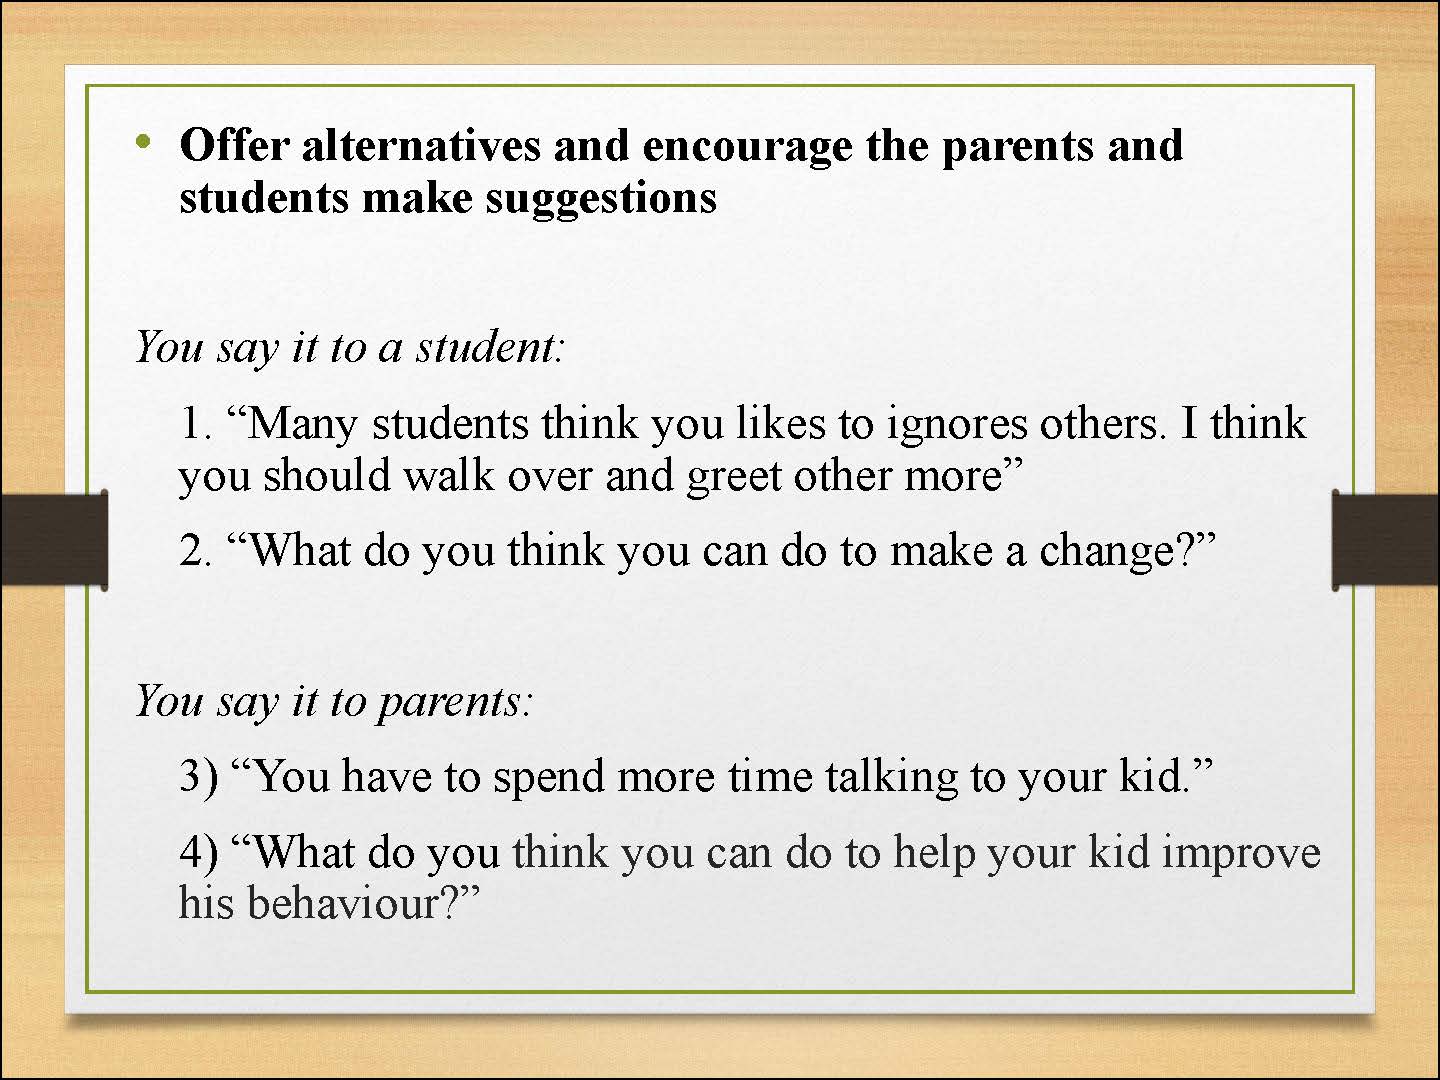 • Offer alternatives and encourage the parents and
students make suggestions
You say it to a student:
1. “Many students think you likes to ignores others. I think
you should walk over and greet other more”
2. “What do you think you can do to make a change?”
You say it to parents:
3) “You have to spend more time talking to your kid.”
4) “What do you think you can do to help your kid improve
his behaviour?”